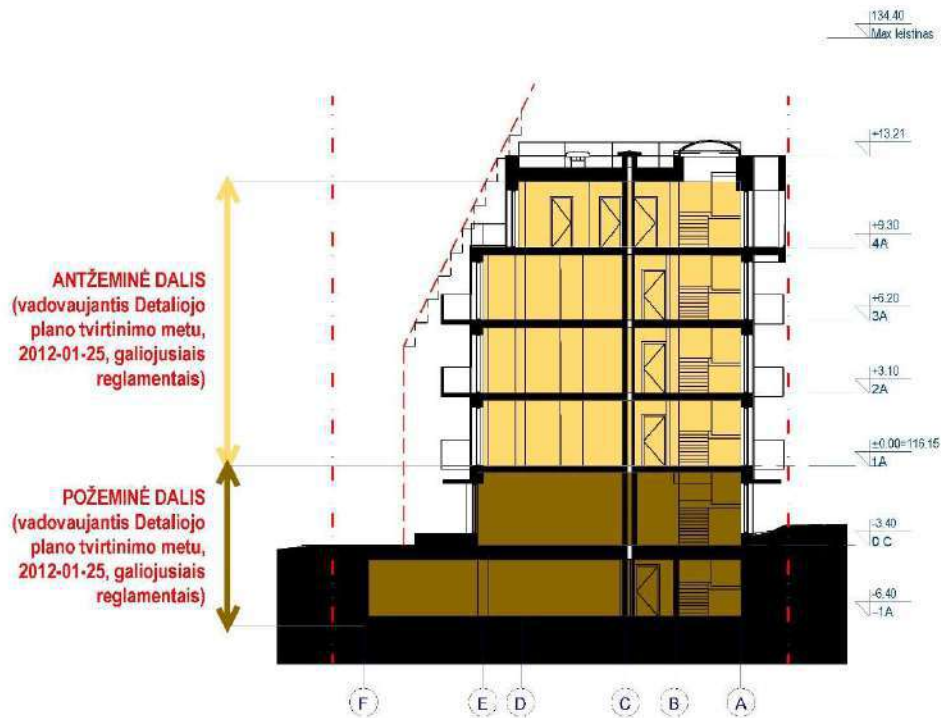 134.40
Max leistinas
+13.21
+9.30
4A
ANTŽEMINĖ DALIS
(vadovaujantis Detaliojo
plano tvirtinimo metu,
2012-01-25, galiojusiais
reglamentais)
+6.20
3A
+3.10
2A
±0.00=116.15
1A
POŽEMINĖ DALIS
(vadovaujantis Detaliojo
plano tvirtinimo metu,
2012-01-25, galiojusiais
reglamentais)
-3.40
D C
-6.40
-1A
F E D C B A